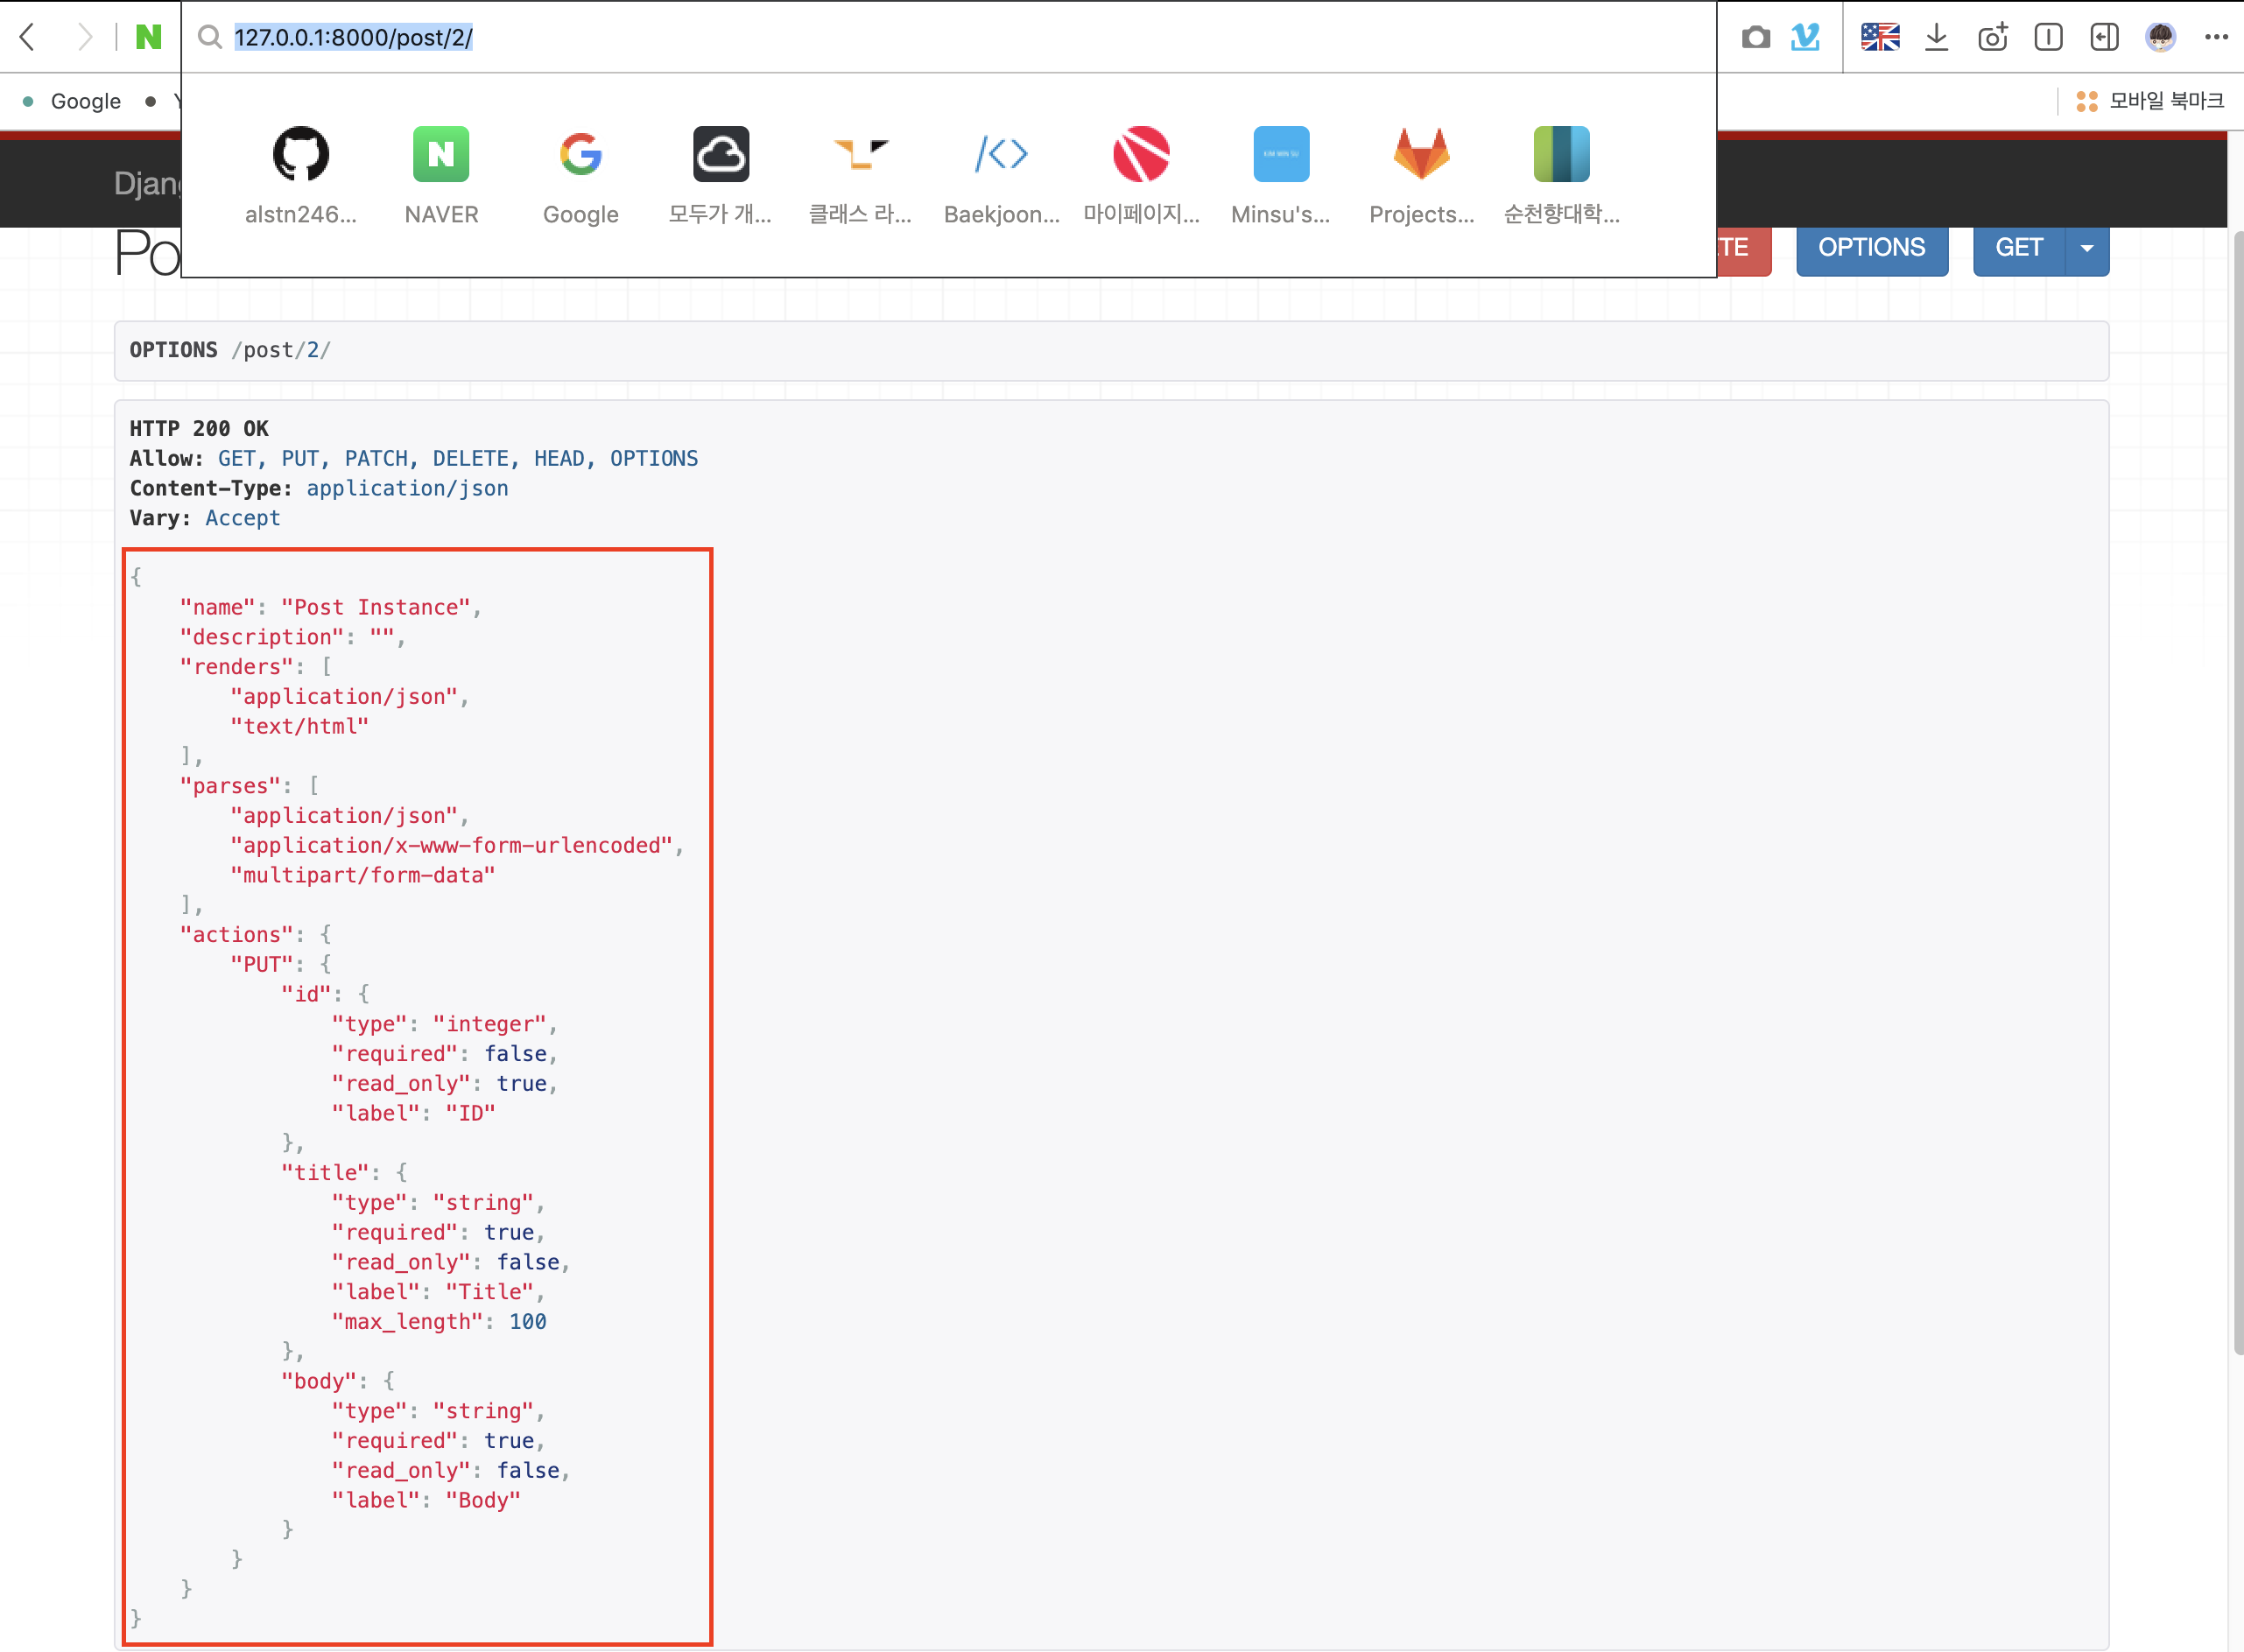 127.0.0.1:8000/post/2/
Google
모바일 북마크
alstn246...
NAVER
Google
모두가 개...
클래스 라...
Baekjoon...
마이페이지...
Minsu's...
Projects...
순천향대학...
OPTIONS
GET
OPTIONS /post/2/
HTTP 200 OK
Allow: GET, PUT, PATCH, DELETE, HEAD, OPTIONS
Content-Type: application/json
Vary: Accept
{
"name": "Post Instance",
"description": "",
"renders": [
"application/json",
"text/html"
],
"parses": [
"application/json",
"application/x-www-form-urlencoded",
"multipart/form-data"
],
"actions": {
"PUT": {
"id": {
"type": "integer",
"required": false,
"read_only": true,
"label": "ID"
},
"title": {
"type": "string",
"required": true,
"read_only": false,
"label": "Title",
"max_length": 100
},
"body": {
"type": "string",
"required": true,
"read_only": false,
"label": "Body"
}
}
}
}